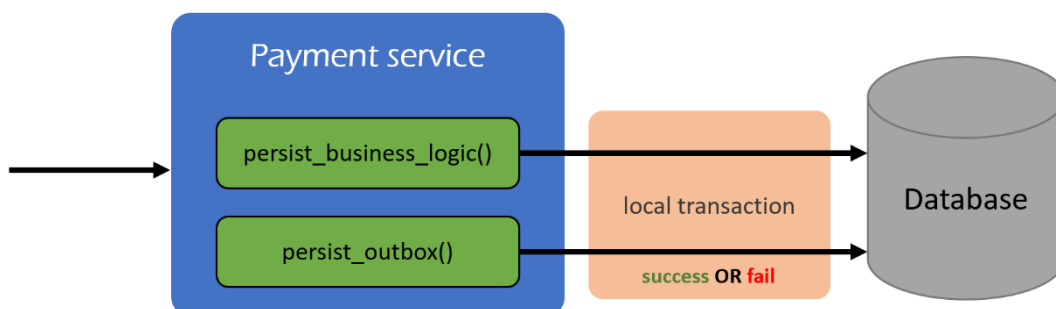 Payment service
persist_business_logic()
local transaction
Database
persist_outbox()
success OR fail